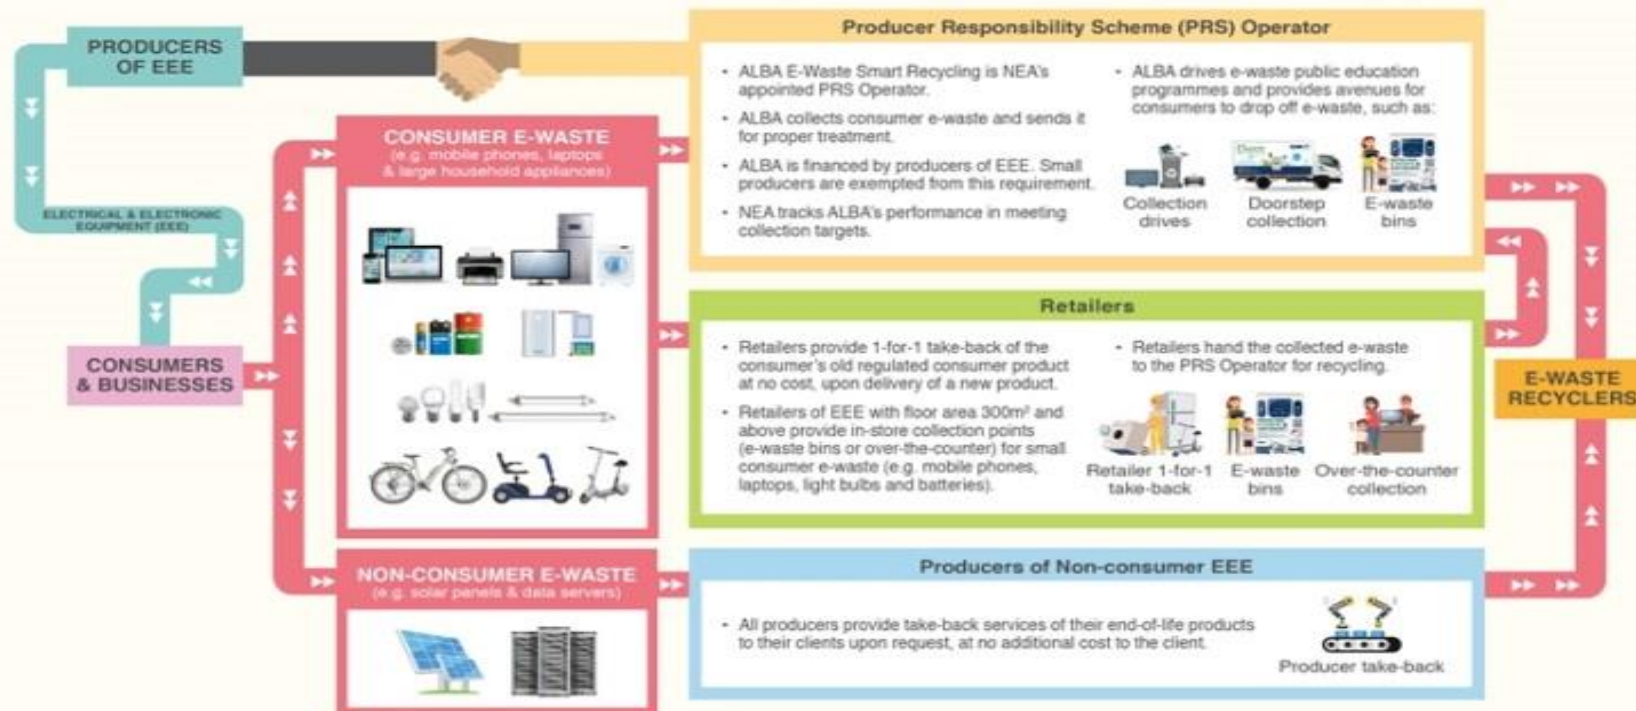 PRODUCERS
OF EEE
ELECTRICAL & ELECTRONIC
EQUIPMENT (EEE)
CONSUMERS
& BUSINESSES
CONSUMER E-WASTE
(e.g. mobile phones, laptops
& large household appliances)
NON-CONSUMER E-WASTE
(e.g. solar panels & data servers)
Producer Responsibility Scheme (PRS) Operator
• ALBA E-Waste Smart Recycling is NEA's
appointed PRS Operator.
• ALBA collects consumer e-waste and sends it
for proper treatment.
• ALBA is financed by producers of EEE. Small
producers are exempted from this requirement.
• NEA tracks ALBA's performance in meeting
collection targets.
• ALBA drives e-waste public education
programmes and provides avenues for
consumers to drop off e-waste, such as:
Collection
drives
Doorstep
collection
E-waste
bins
Retailers
• Retailers provide 1-for-1 take-back of the
consumer's old regulated consumer product
at no cost, upon delivery of a new product.
• Retailers of EEE with floor area 300m² and
above provide in-store collection points
(e-waste bins or over-the-counter) for small
consumer e-waste (e.g. mobile phones,
laptops, light bulbs and batteries).
• Retailers hand the collected e-waste
to the PRS Operator for recycling.
Retailer 1-for-1
take-back
E-waste
bins
Over-the-counter
collection
Producers of Non-consumer EEE
• All producers provide take-back services of their end-of-life products
to their clients upon request, at no additional cost to the client.
Producer take-back
E-WASTE
RECYCLERS